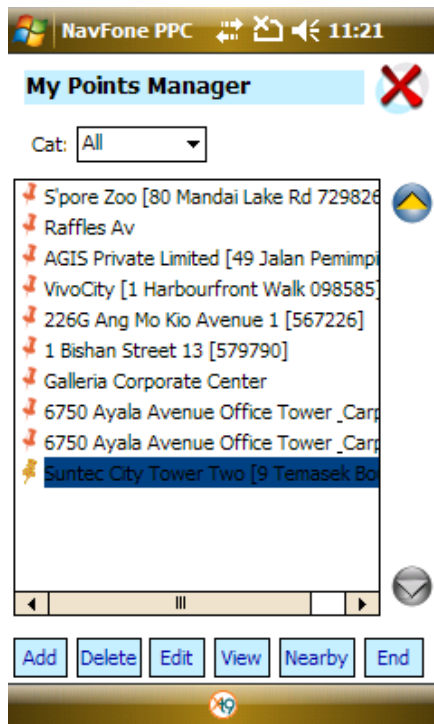 NavFone PPC 11:21
My Points Manager
Cat: All
S'pore Zoo [80 Mandai Lake Rd 729826
Raffles Av
AGIS Private Limited [49 Jalan Pemimpi
VivoCity [1 Harbourfront Walk 098585]
226G Ang Mo Kio Avenue 1 [567226]
1 Bishan Street 13 [579790]
Galleria Corporate Center
6750 Ayala Avenue Office Tower _Carp
6750 Ayala Avenue Office Tower _Carp
Suntec City Tower Two [9 Temasek Bou
Add Delete Edit View Nearby End
t9